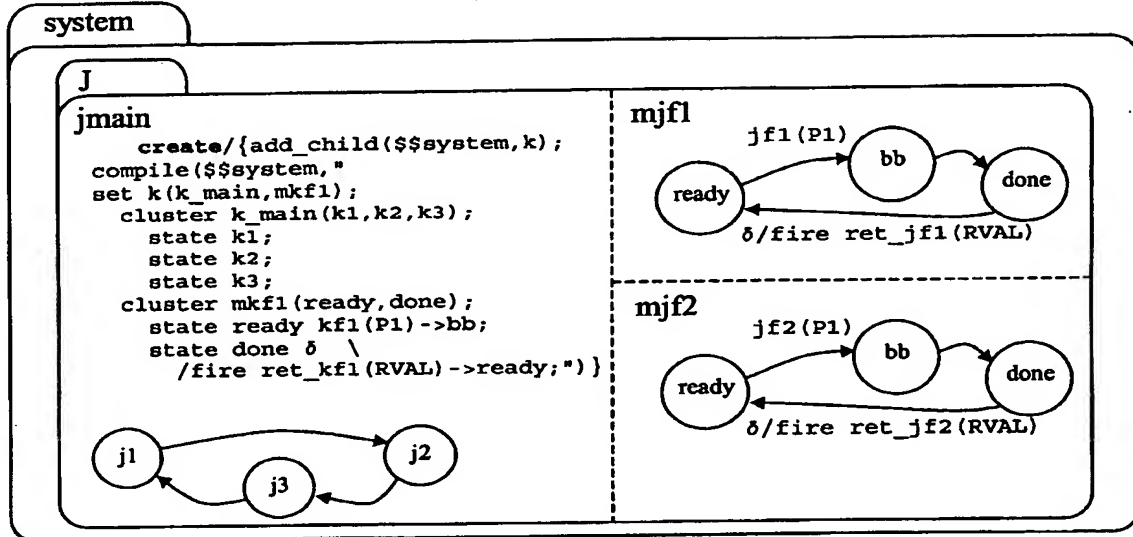 system
J
jmain
create/{add_child($$system,k);
compile($$system,"
set k(k_main,mkf1);
cluster k_main(k1,k2,k3);
state k1;
state k2;
state k3;
cluster mkf1(ready,done);
state ready kf1(P1)->bb;
state done δ \
/fire ret_kf1(RVAL)->ready;")}
j1
j2
j3
mjf1
jf1(P1)
bb
ready
done
δ/fire ret_jf1(RVAL)
mjf2
jf2(P1)
bb
ready
done
δ/fire ret_jf2(RVAL)